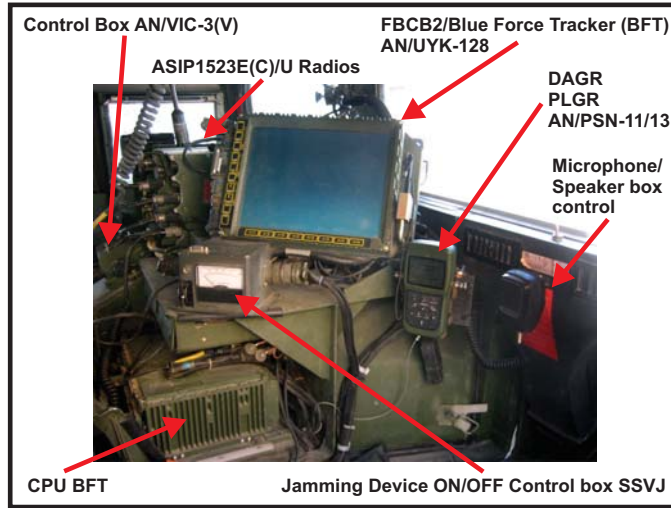 Control Box AN/VIC-3(V)
FBCB2/Blue Force Tracker (BFT)
AN/UYK-128
ASIP1523E(C)/U Radios
DAGR
PLGR
AN/PSN-11/13
Microphone/
Speaker box
control
CPU BFT
Jamming Device ON/OFF Control box SSVJ